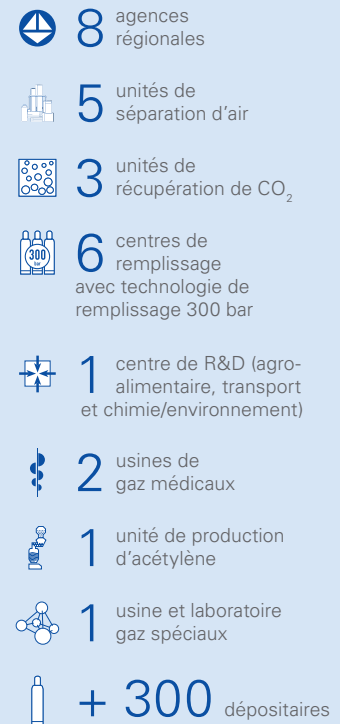 8 agences
régionales
5 unités de
séparation d'air
3 unités de
récupération de CO₂
300
bar
6 centres de
remplissage
avec technologie de
remplissage 300 bar
1 centre de R&D (agro-
alimentaire, transport
et chimie/environnement)
2 usines de
gaz médicaux
1 unité de production
d'acétylène
1 usine et laboratoire
gaz spéciaux
+ 300 dépositaires